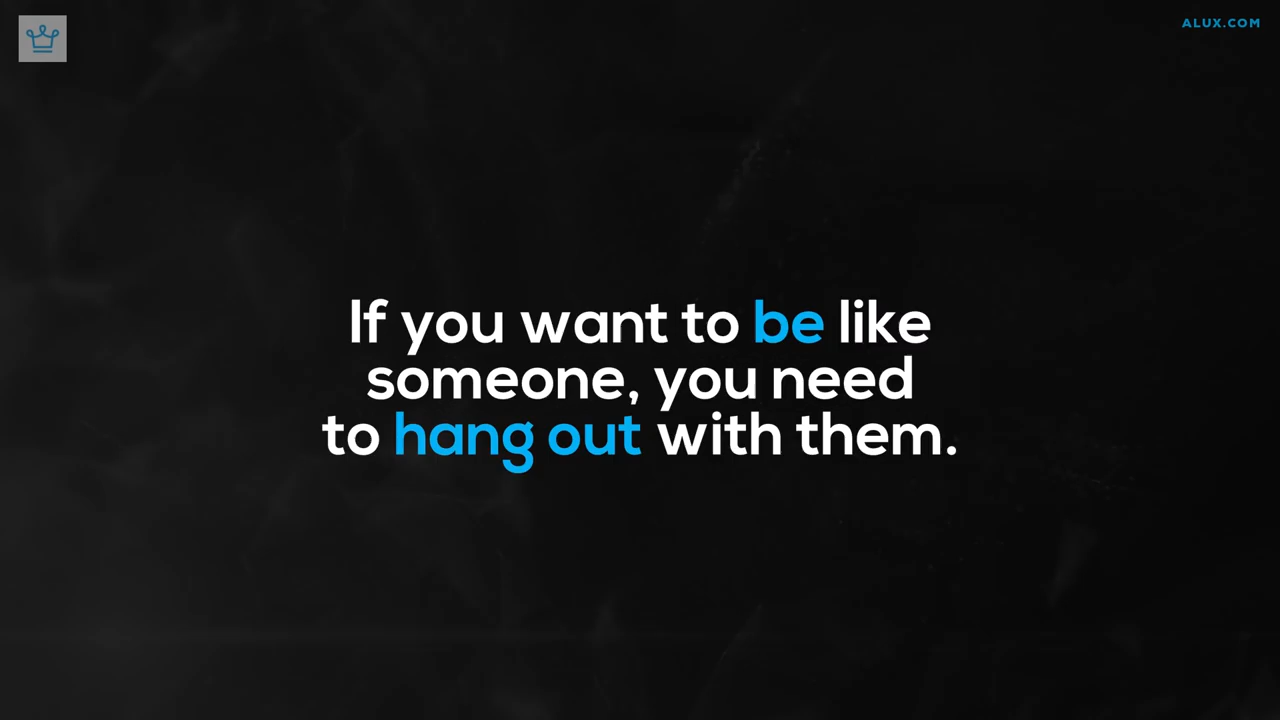 ALUX.COM
If you want to be like
someone, you need
to hang out with them.